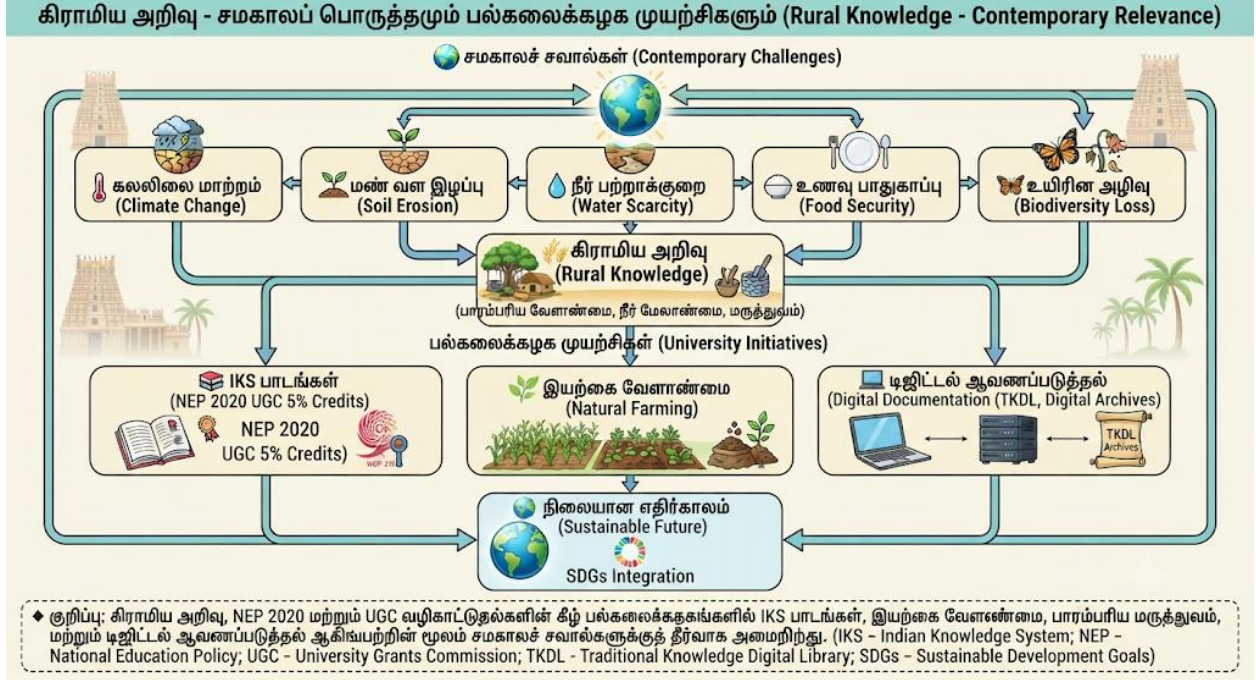 கிராமிய அறிவு - சமகாலப் பொருத்தமும் பல்கலைக்கழக முயற்சிகளும் (Rural Knowledge - Contemporary Relevance)
சமகாலச் சவால்கள் (Contemporary Challenges)
கலலிலை மாற்றம்
(Climate Change)
மண் வள இழப்பு
(Soil Erosion)
நீர் பற்றாக்குறை
(Water Scarcity)
உணவு பாதுகாப்பு
(Food Security)
உயிரின அழிவு
(Biodiversity Loss)
கிராமிய அறிவு
(Rural Knowledge)
(பாரம்பரிய வேளாண்மை, நீர் மேலாண்மை, மருத்துவம்)
பல்கலைக்கழக முயற்சிகள் (University Initiatives)
IKS பாடங்கள்
(NEP 2020 UGC 5% Credits)
NEP 2020
UGC 5% Credits)
இயற்கை வேளாண்மை
(Natural Farming)
டிஜிட்டல் ஆவணப்படுத்தல்
(Digital Documentation (TKDL, Digital Archives)
TKDL
Archives
நிலையான எதிர்காலம்
(Sustainable Future)
SDGs Integration
◆ குறிப்பு: கிராமிய அறிவு, NEP 2020 மற்றும் UGC வழிகாட்டுதல்களின் கீழ் பல்கலைக்கதகங்களில் IKS பாடங்கள், இயற்கை வேளண்மை, பாரம்பரிய மருத்துவம்,
மற்றும் டிஜிட்டல் ஆவணப்படுத்தல் ஆகிங்பற்றின் மூலம் சமகாலச் சவால்களுக்குத் தீர்வாக அமைறிற்து. (IKS – Indian Knowledge System; NEP –
National Education Policy; UGC – University Grants Commission; TKDL - Traditional Knowledge Digital Library; SDGs – Sustainable Development Goals)